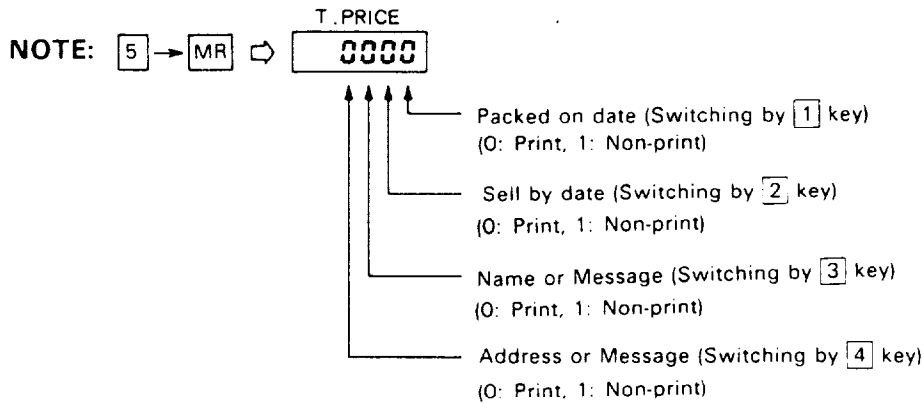 T.PRICE
NOTE: 5 → MR ⇨ 0000
Packed on date (Switching by 1 key)
(0: Print, 1: Non-print)
Sell by date (Switching by 2 key)
(0: Print, 1: Non-print)
Name or Message (Switching by 3 key)
(0: Print, 1: Non-print)
Address or Message (Switching by 4 key)
(0: Print, 1: Non-print)